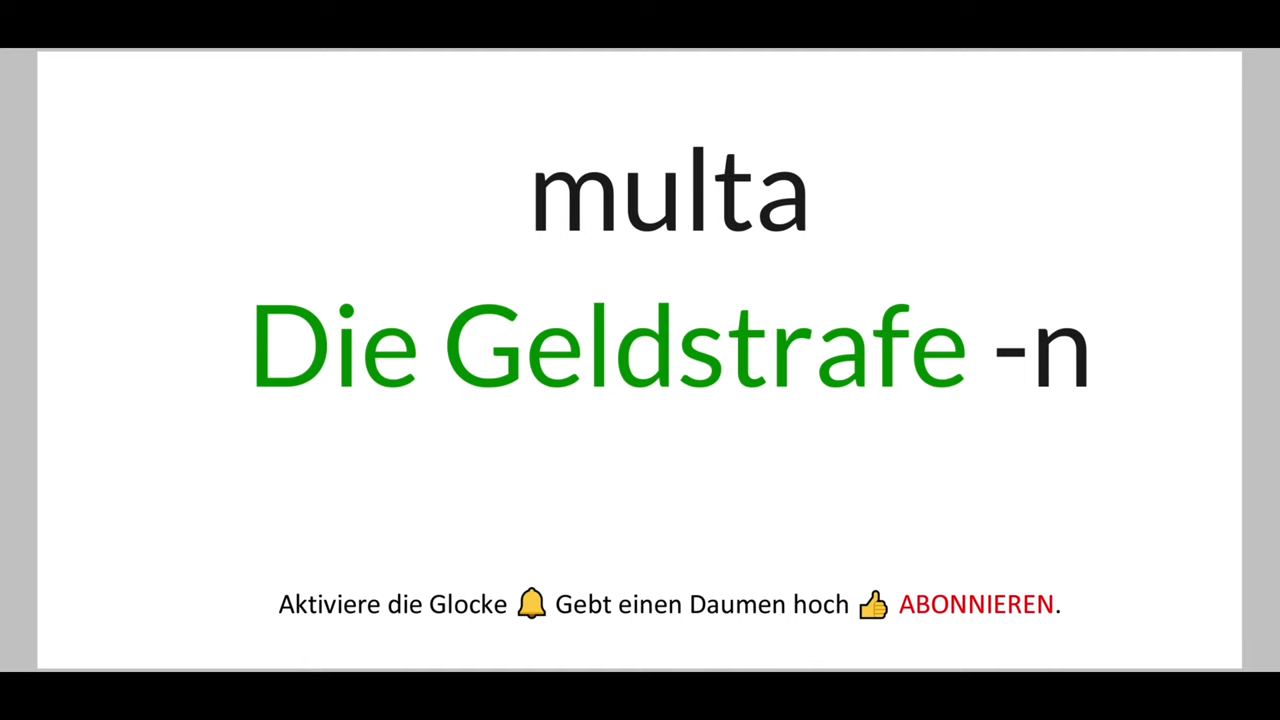 multa
Die Geldstrafe -n
Aktiviere die Glocke 🔔 Gebt einen Daumen hoch 👍 ABONNIEREN.